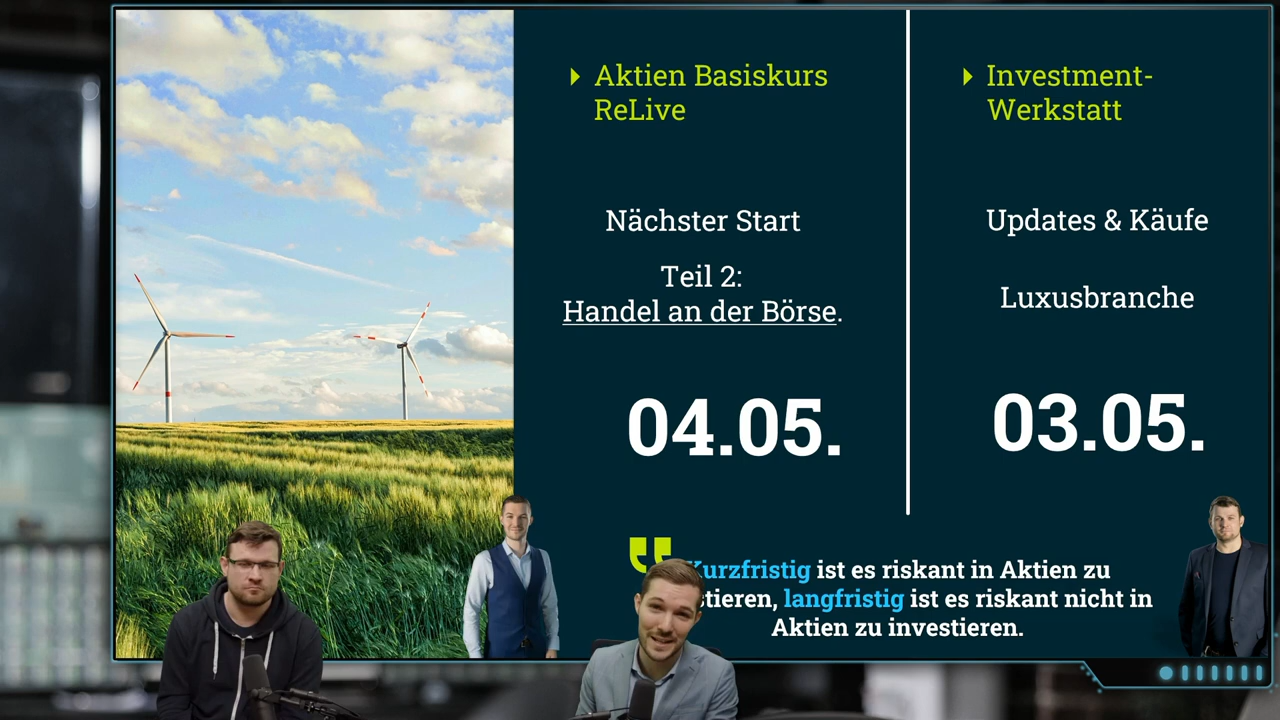 Aktien Basiskurs
ReLive
Nächster Start
Teil 2:
Handel an der Börse.
04.05.
Investment-
Werkstatt
Updates & Käufe
Luxusbranche
03.05.
Kurzfristig ist es riskant in Aktien zu
langfristig ist es riskant nicht in
Aktien zu investieren.